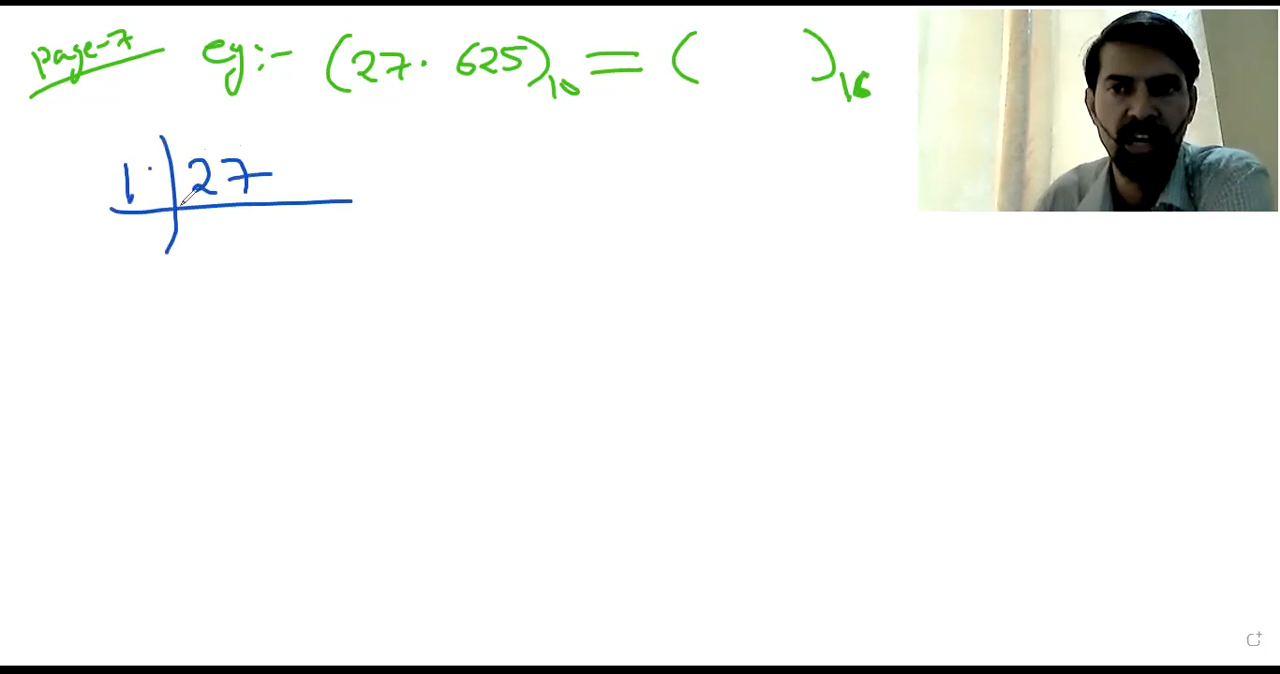 page-7 eg:- (27. 625)10 = ( )16
1 27